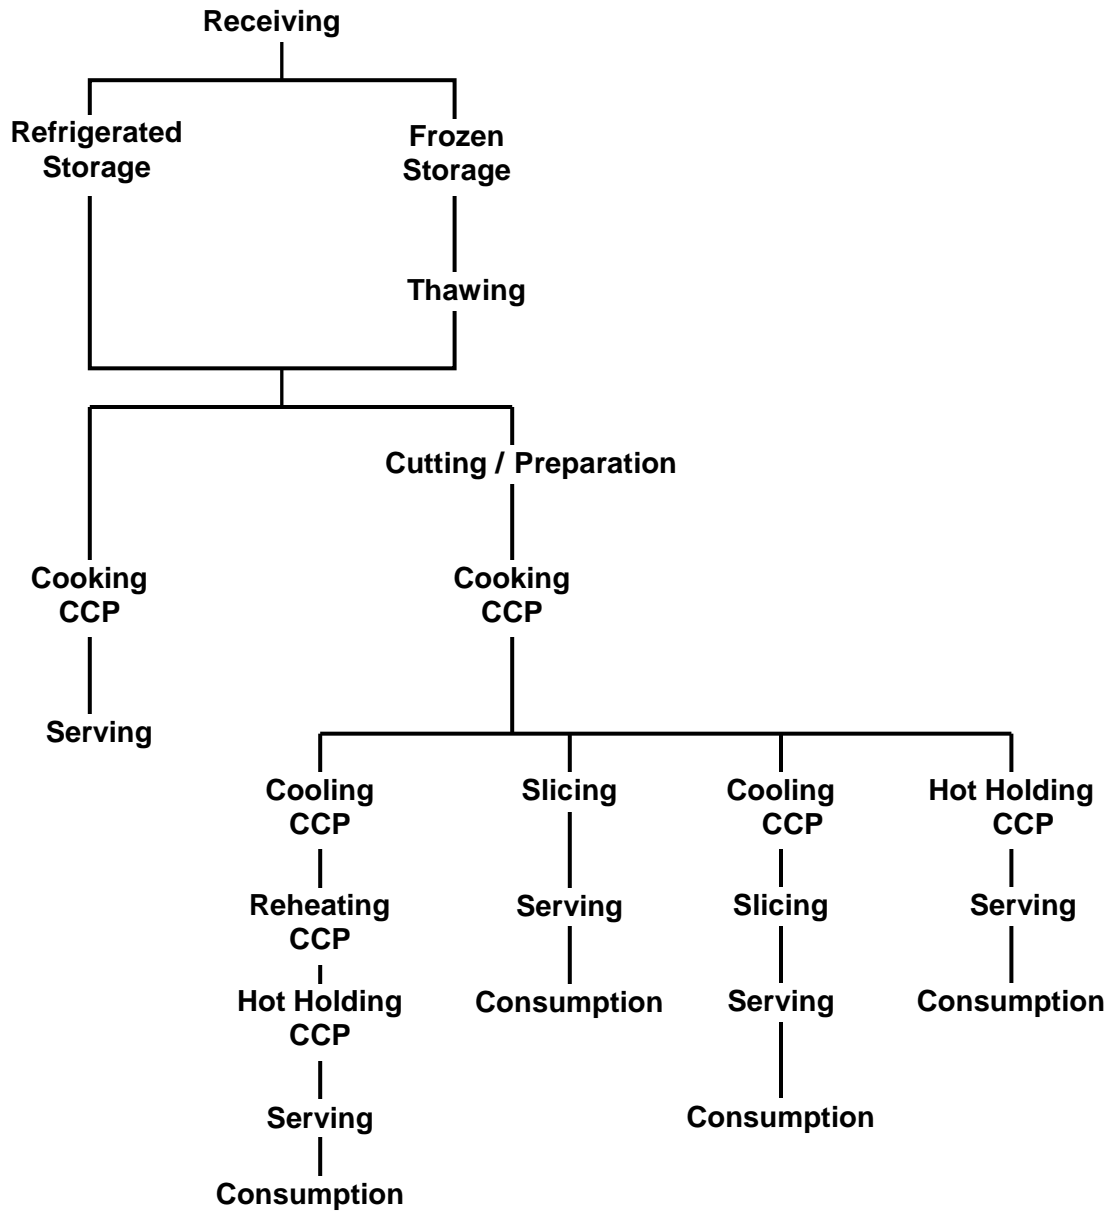 Receiving
Refrigerated
Storage
Frozen
Storage
Thawing
Cutting / Preparation
Cooking
CCP
Cooking
CCP
Serving
Cooling
CCP
Slicing
Cooling
CCP
Hot Holding
CCP
Reheating
CCP
Serving
Slicing
Serving
Hot Holding
CCP
Consumption
Serving
Consumption
Serving
Consumption
Consumption